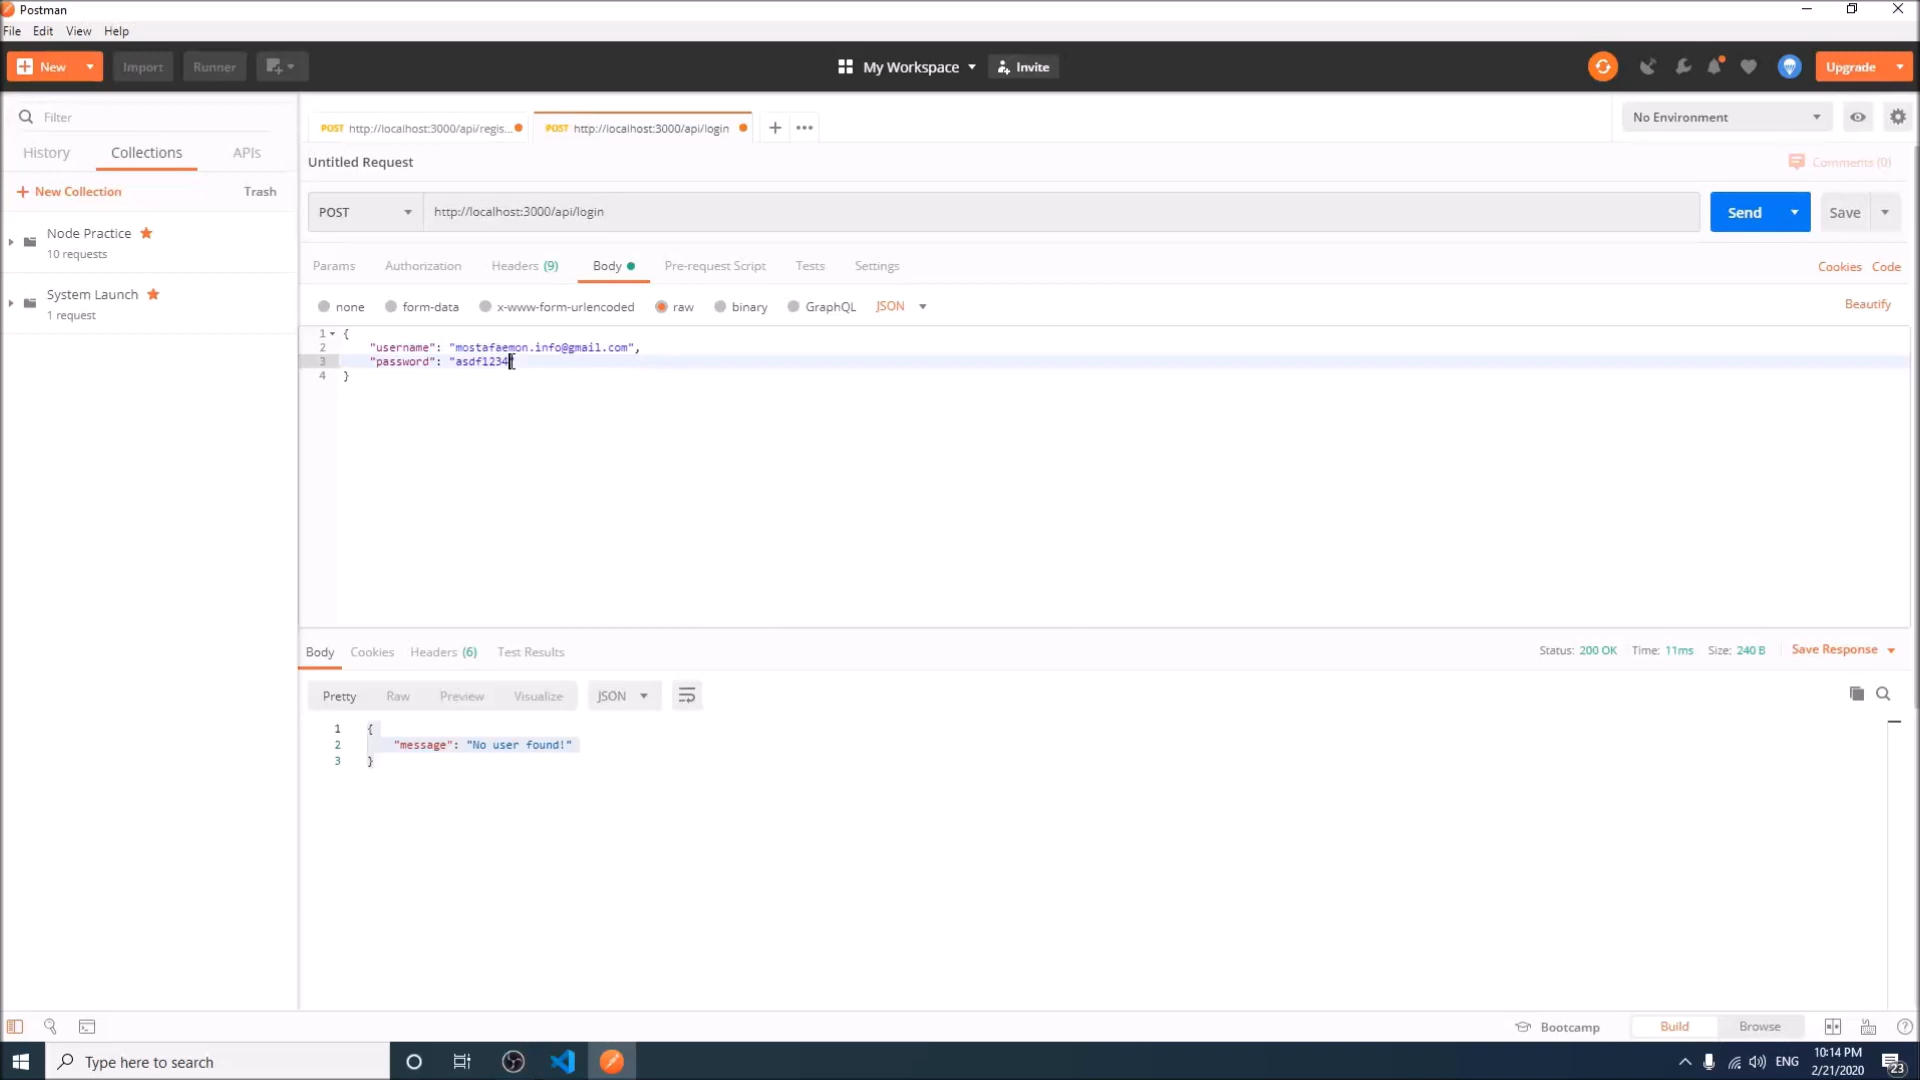 Postman
File Edit View Help
New Import Runner My Workspace Invite Upgrade
Filter
History Collections APIs
New Collection Trash
Node Practice
10 requests
System Launch
1 request
POST http://localhost:3000/api/regis... POST http://localhost:3000/api/login No Environment
Untitled Request Comments (0)
POST http://localhost:3000/api/login Send Save
Params Authorization Headers (9) Body Pre-request Script Tests Settings Cookies Code
none form-data x-www-form-urlencoded raw binary GraphQL JSON Beautify
1 {
2 "username": "mostafaemon.info@gmail.com",
3 "password": "asdf1234"
4 }
Body Cookies Headers (6) Test Results Status: 200 OK Time: 11ms Size: 240 B Save Response
Pretty Raw Preview Visualize JSON
1 {
2 "message": "No user found!"
3 }
Bootcamp Build Browse
Type here to search ENG 10:14 PM
2/21/2020 23